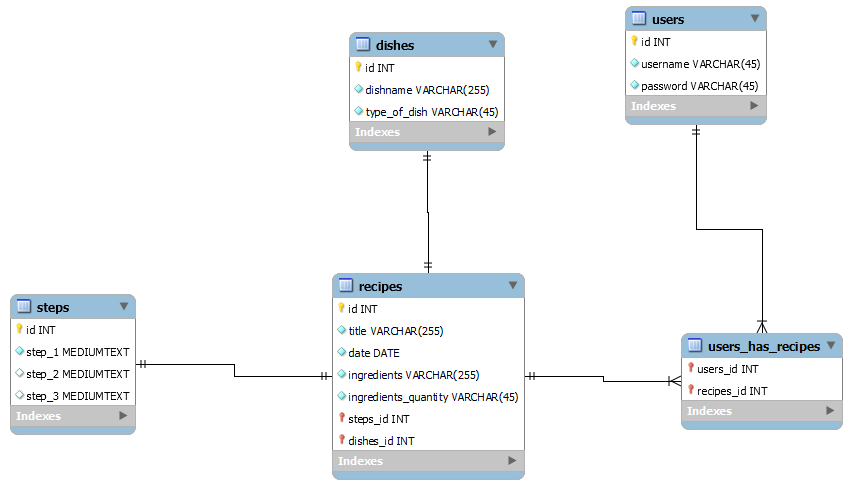 dishes
id INT
dishname VARCHAR(255)
type_of_dish VARCHAR(45)
Indexes
users
id INT
username VARCHAR(45)
password VARCHAR(45)
Indexes
steps
id INT
step_1 MEDIUMTEXT
step_2 MEDIUMTEXT
step_3 MEDIUMTEXT
Indexes
recipes
id INT
title VARCHAR(255)
date DATE
ingredients VARCHAR(255)
ingredients_quantity VARCHAR(45)
steps_id INT
dishes_id INT
Indexes
users_has_recipes
users_id INT
recipes_id INT
Indexes